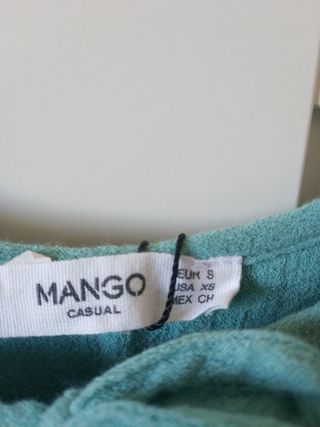 MANGO
CASUAL
EUR S
USA XS
MEX CH